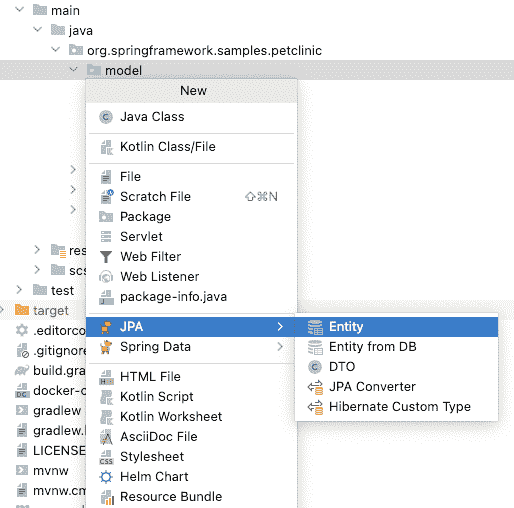 main
java
org.springframework.samples.petclinic
model
New
Java Class
Kotlin Class/File
File
Scratch File ⇧⌘N
Package
Servlet
Web Filter
Web Listener
package-info.java
res
scs
test
JPA
Entity
target
Spring Data
Entity from DB
.editorco
DTO
.gitignore
HTML File
JPA Converter
build.gra
Kotlin Script
Hibernate Custom Type
docker-c
Kotlin Worksheet
gradlew
AsciiDoc File
gradlew.
Stylesheet
LICENSE
Helm Chart
mvnw
Resource Bundle
mvnw.cm